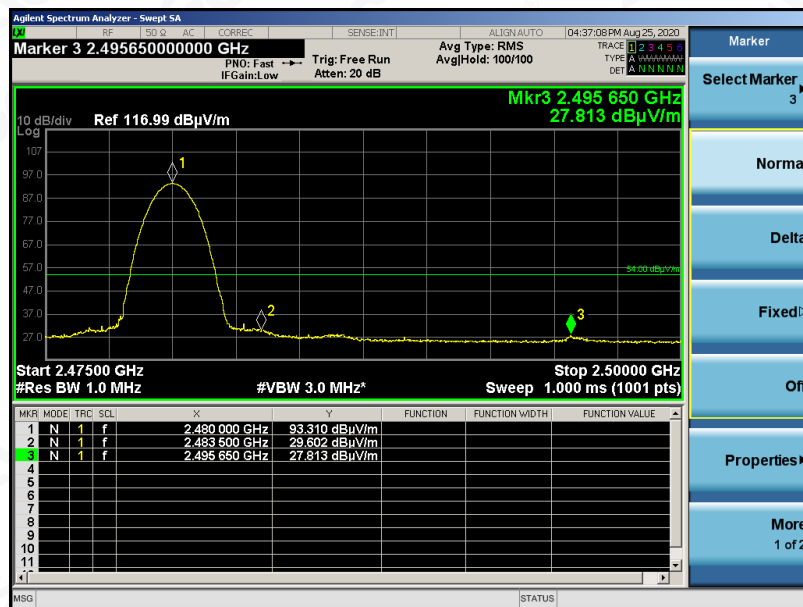 Agilent Spectrum Analyzer - Swept SA
LXI RF 50 Ω AC CORREC SENSE:INT ALIGN AUTO 04:37:08 PM Aug 25, 2020
Marker 3 2.495650000000 GHz
PNO: Fast
IFGain:Low
Trig: Free Run
Atten: 20 dB
Avg Type: RMS
Avg|Hold: 100/100
TRACE 1 2 3 4 5 6
TYPE A WWWWW
DET A N N N N N
Mkr3 2.495 650 GHz
27.813 dBµV/m
10 dB/div Ref 116.99 dBµV/m
Log
107
97.0
87.0
77.0
67.0
57.0
47.0
37.0
27.0
1
2
3
54.00 dBµV/m
Start 2.47500 GHz Stop 2.50000 GHz
#Res BW 1.0 MHz #VBW 3.0 MHz* Sweep 1.000 ms (1001 pts)
MKR MODE TRC SCL X Y FUNCTION FUNCTION WIDTH FUNCTION VALUE
1 N 1 f 2.480 000 GHz 93.310 dBµV/m
2 N 1 f 2.483 500 GHz 29.602 dBµV/m
3 N 1 f 2.495 650 GHz 27.813 dBµV/m
4
5
6
7
8
9
10
11
MSG STATUS
Marker
Select Marker
3
Norma
Delta
Fixed
Of
Properties
More
1 of 2